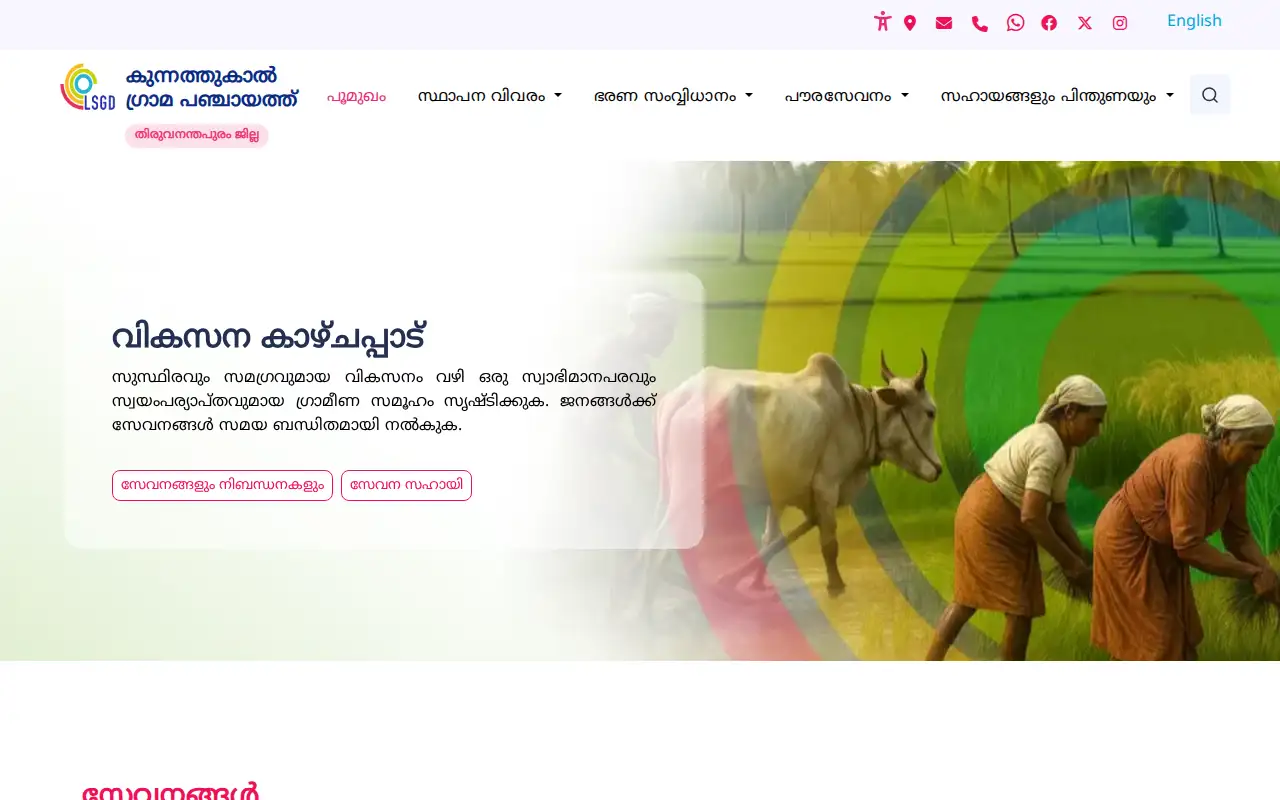 English
LSGD
കുന്നത്തുകാൽ
ഗ്രാമ പഞ്ചായത്ത്
തിരുവനന്തപുരം ജില്ല
പൂമുഖം
സ്ഥാപന വിവരം
ഭരണ സംവ്വിധാനം
പൗരസേവനം
സഹായങ്ങളും പിന്തുണയും
വികസന കാഴ്ചപ്പാട്
സുസ്ഥിരവും സമഗ്രവുമായ വികസനം വഴി ഒരു സ്വാഭിമാനപരവും
സ്വയംപര്യാപ്തവുമായ ഗ്രാമീണ സമൂഹം സൃഷ്ടിക്കുക. ജനങ്ങൾക്ക്
സേവനങ്ങൾ സമയ ബന്ധിതമായി നൽകുക.
സേവനങ്ങളും നിബന്ധനകളും
സേവന സഹായി
സേവനങ്ങൾ